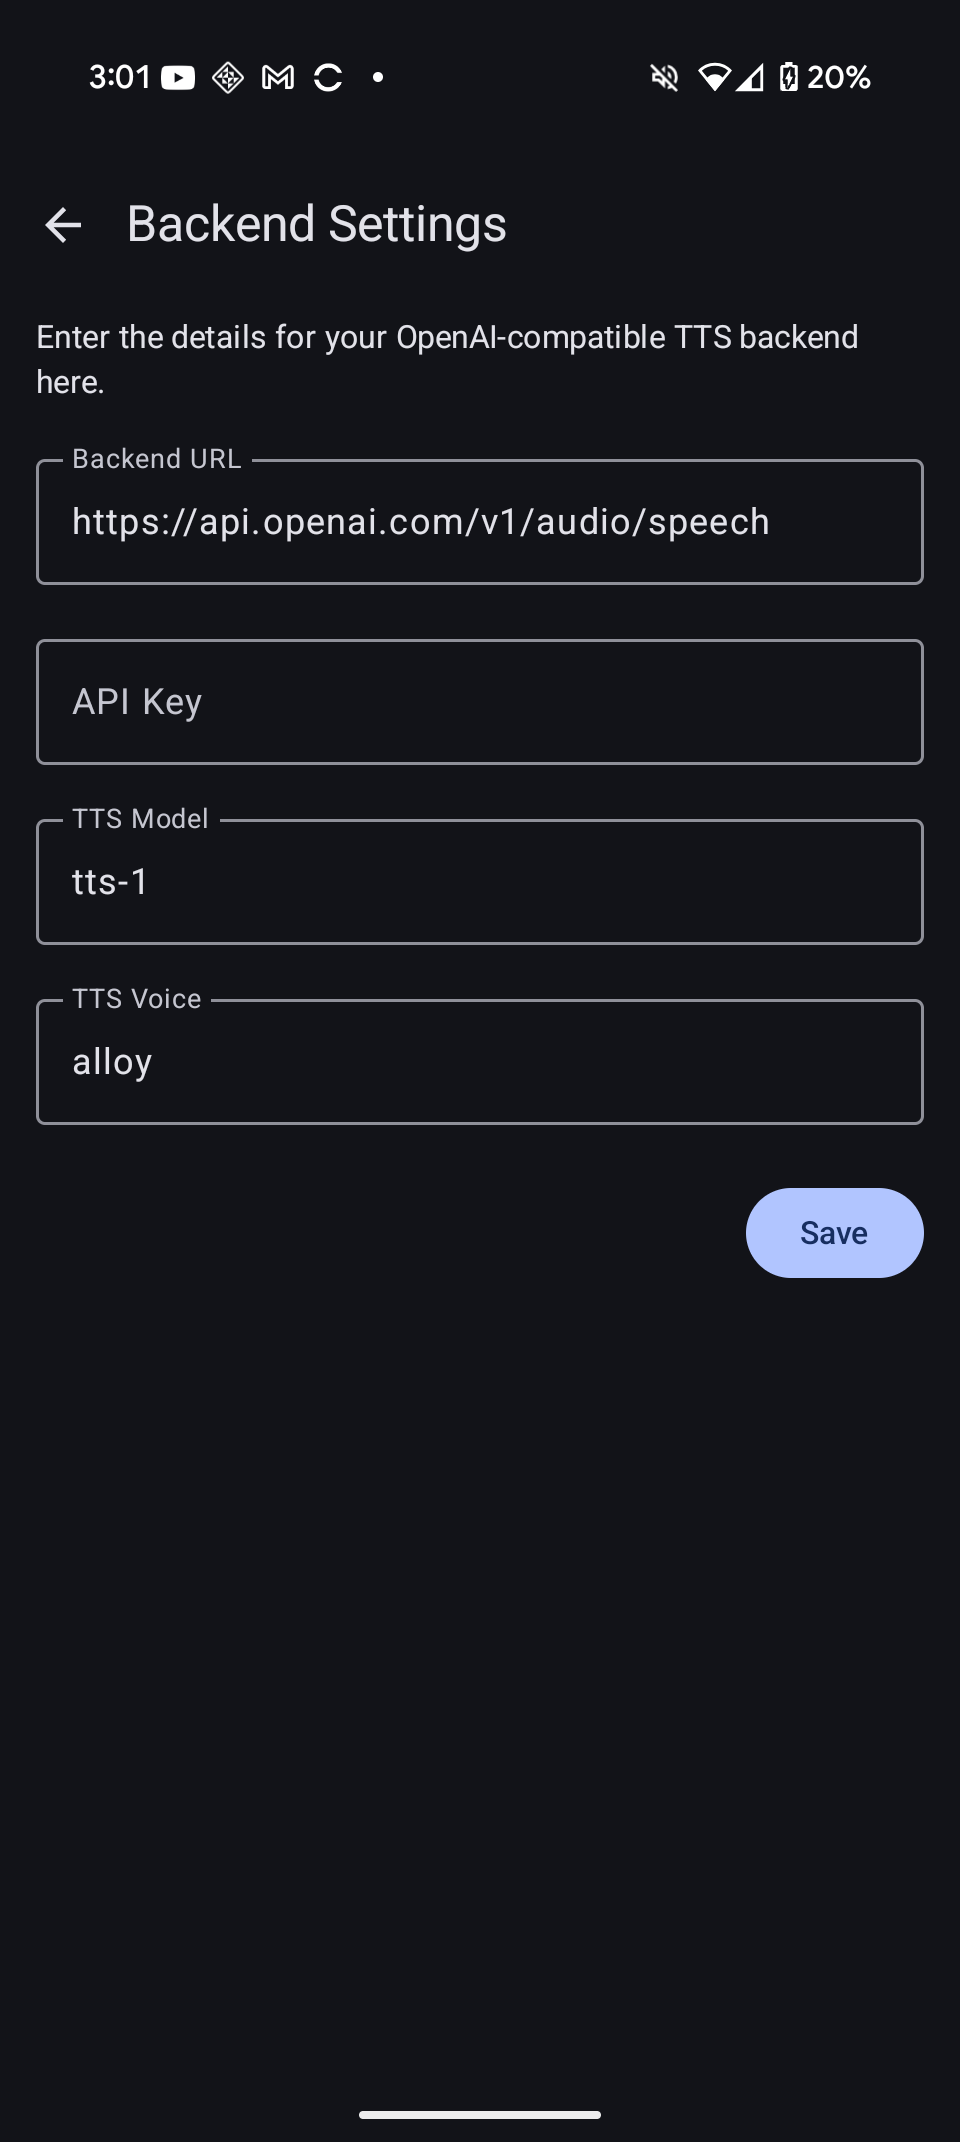 3:01
20%
Backend Settings
Enter the details for your OpenAI-compatible TTS backend
here.
Backend URL
https://api.openai.com/v1/audio/speech
API Key
TTS Model
tts-1
TTS Voice
alloy
Save